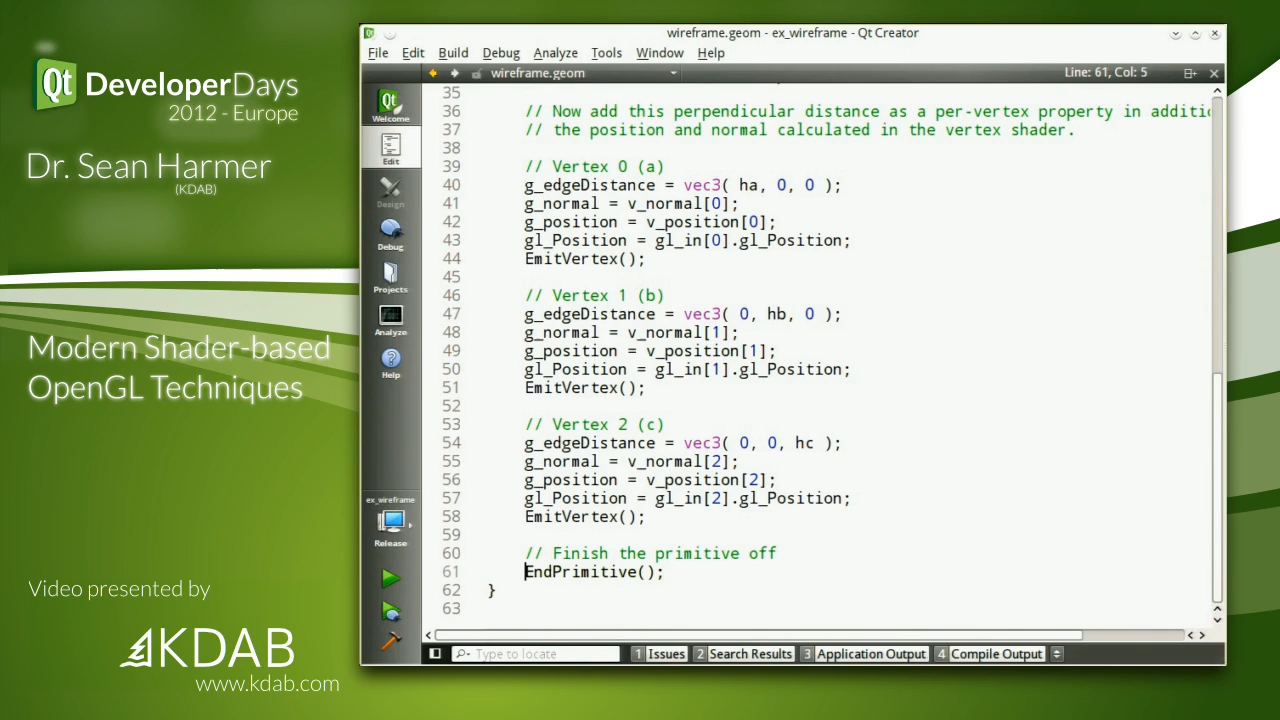 Qt DeveloperDays
2012 - Europe
Dr. Sean Harmer
(KDAB)
Modern Shader-based
OpenGL Techniques
Video presented by
KDAB
www.kdab.com
wireframe.geom - ex_wireframe - Qt Creator
File Edit Build Debug Analyze Tools Window Help
wireframe.geom Line: 61, Col: 5
Qt
Welcome
Edit
Design
Debug
Projects
Analyze
Help
ex_wireframe
Release
35
36 // Now add this perpendicular distance as a per-vertex property in additio
37 // the position and normal calculated in the vertex shader.
38
39 // Vertex 0 (a)
40 g_edgeDistance = vec3( ha, 0, 0 );
41 g_normal = v_normal[0];
42 g_position = v_position[0];
43 gl_Position = gl_in[0].gl_Position;
44 EmitVertex();
45
46 // Vertex 1 (b)
47 g_edgeDistance = vec3( 0, hb, 0 );
48 g_normal = v_normal[1];
49 g_position = v_position[1];
50 gl_Position = gl_in[1].gl_Position;
51 EmitVertex();
52
53 // Vertex 2 (c)
54 g_edgeDistance = vec3( 0, 0, hc );
55 g_normal = v_normal[2];
56 g_position = v_position[2];
57 gl_Position = gl_in[2].gl_Position;
58 EmitVertex();
59
60 // Finish the primitive off
61 EndPrimitive();
62 }
63
Type to locate 1 Issues 2 Search Results 3 Application Output 4 Compile Output